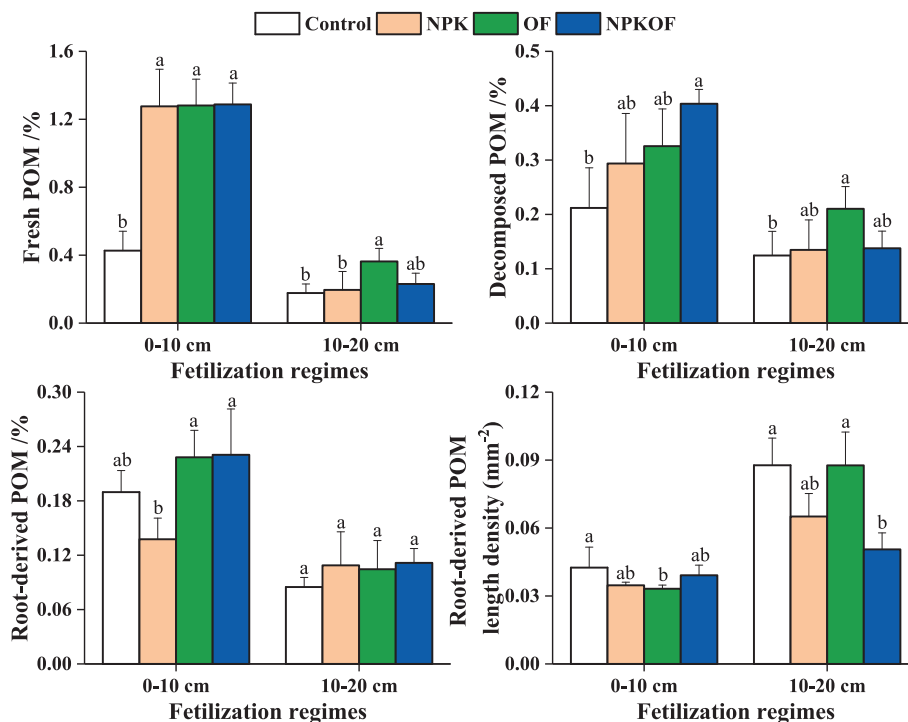 Control NPK OF NPKOF
Fresh POM /%
1.6
1.2
0.8
0.4
0.0
b a a a
b b a ab
0-10 cm 10-20 cm
Fetilization regimes
Decomposed POM /%
0.5
0.4
0.3
0.2
0.1
0.0
b ab ab a
b ab a ab
0-10 cm 10-20 cm
Fetilization regimes
Root-derived POM /%
0.30
0.24
0.18
0.12
0.06
0.00
ab b a a
a a a a
0-10 cm 10-20 cm
Fetilization regimes
Root-derived POM
length density (mm⁻²)
0.12
0.09
0.06
0.03
0.00
a ab b ab
a ab a b
0-10 cm 10-20 cm
Fetilization regimes